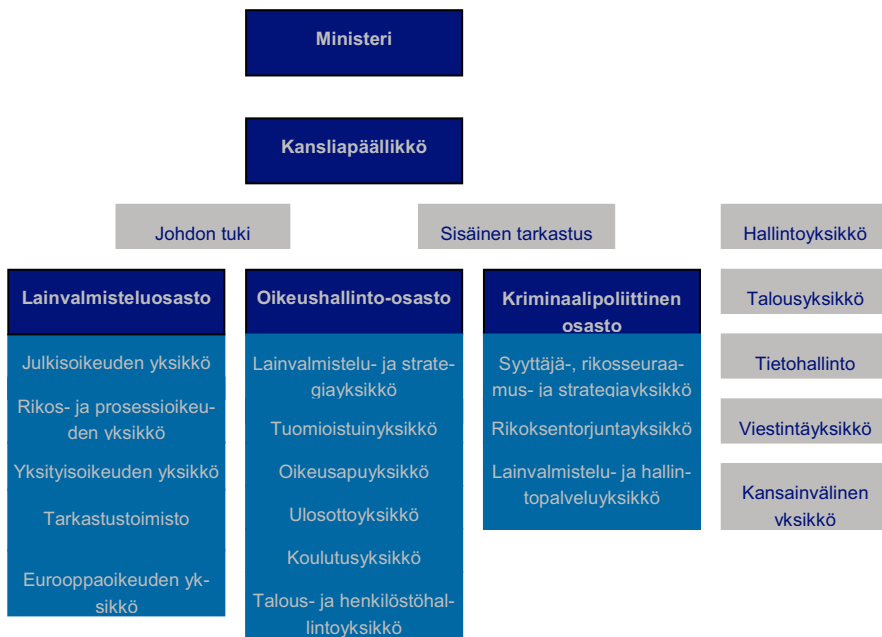 Ministeri
Kansliapäällikkö
Johdon tuki
Sisäinen tarkastus
Hallintoyksikkö
Lainvalmisteluosasto
Julkisoikeuden yksikkö
Rikos- ja prosessioikeu-
den yksikkö
Yksityisoikeuden yksikkö
Tarkastustoimisto
Eurooppaoikeuden yk-
sikkö
Oikeushallinto-osasto
Lainvalmistelu- ja strate-
giayksikkö
Tuomioistuinyksikkö
Oikeusapuyksikkö
Ulosottoyksikkö
Koulutusyksikkö
Talous- ja henkilöstöhal-
lintoyksikkö
Kriminaalipoliittinen
osasto
Syyttäjä-, rikosseuraa-
mus- ja strategiayksikkö
Rikoksentorjuntayksikkö
Lainvalmistelu- ja hallin-
topalveluyksikkö
Talousyksikkö
Tietohallinto
Viestintäyksikkö
Kansainvälinen
yksikkö